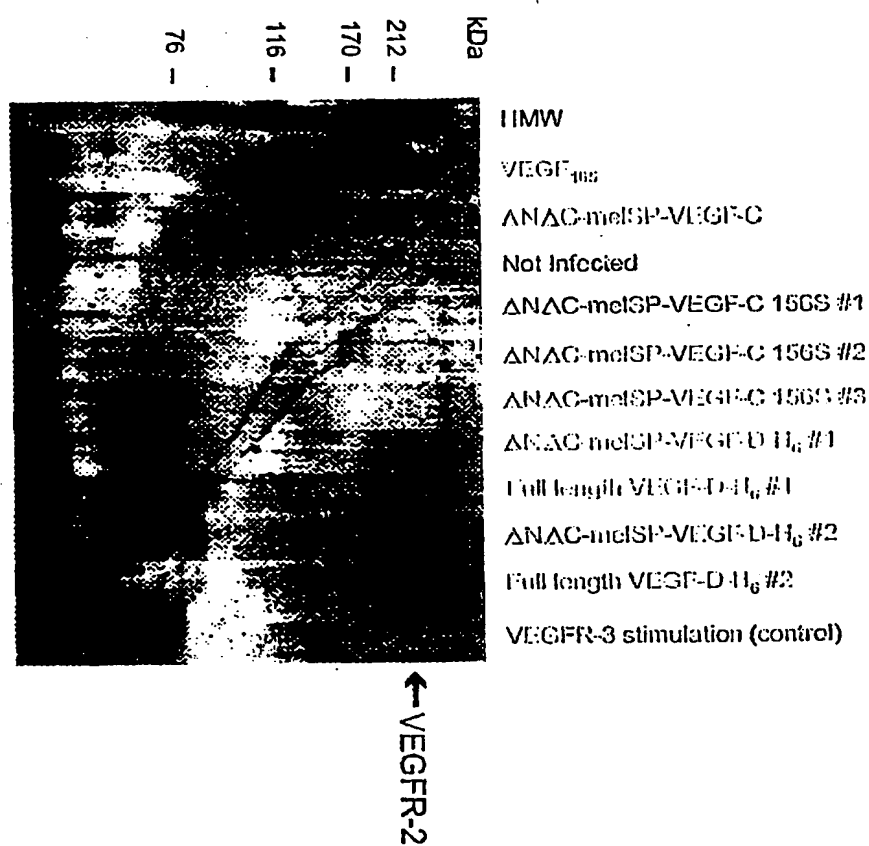 kDa
212 –
170 –
116 –
76 –
HMW
VEGF165
ΔNΔC-melSP-VEGF-C
Not Infected
ΔNΔC-melSP-VEGF-C 156S #1
ΔNΔC-melSP-VEGF-C 156S #2
ΔNΔC-melSP-VEGF-C 156S #3
ΔNΔC-melSP-VEGF-D-H6 #1
Full length VEGF-D-H6 #1
ΔNΔC-melSP-VEGF-D-H6 #2
Full length VEGF-D-H6 #2
VEGFR-3 stimulation (control)
←VEGFR-2